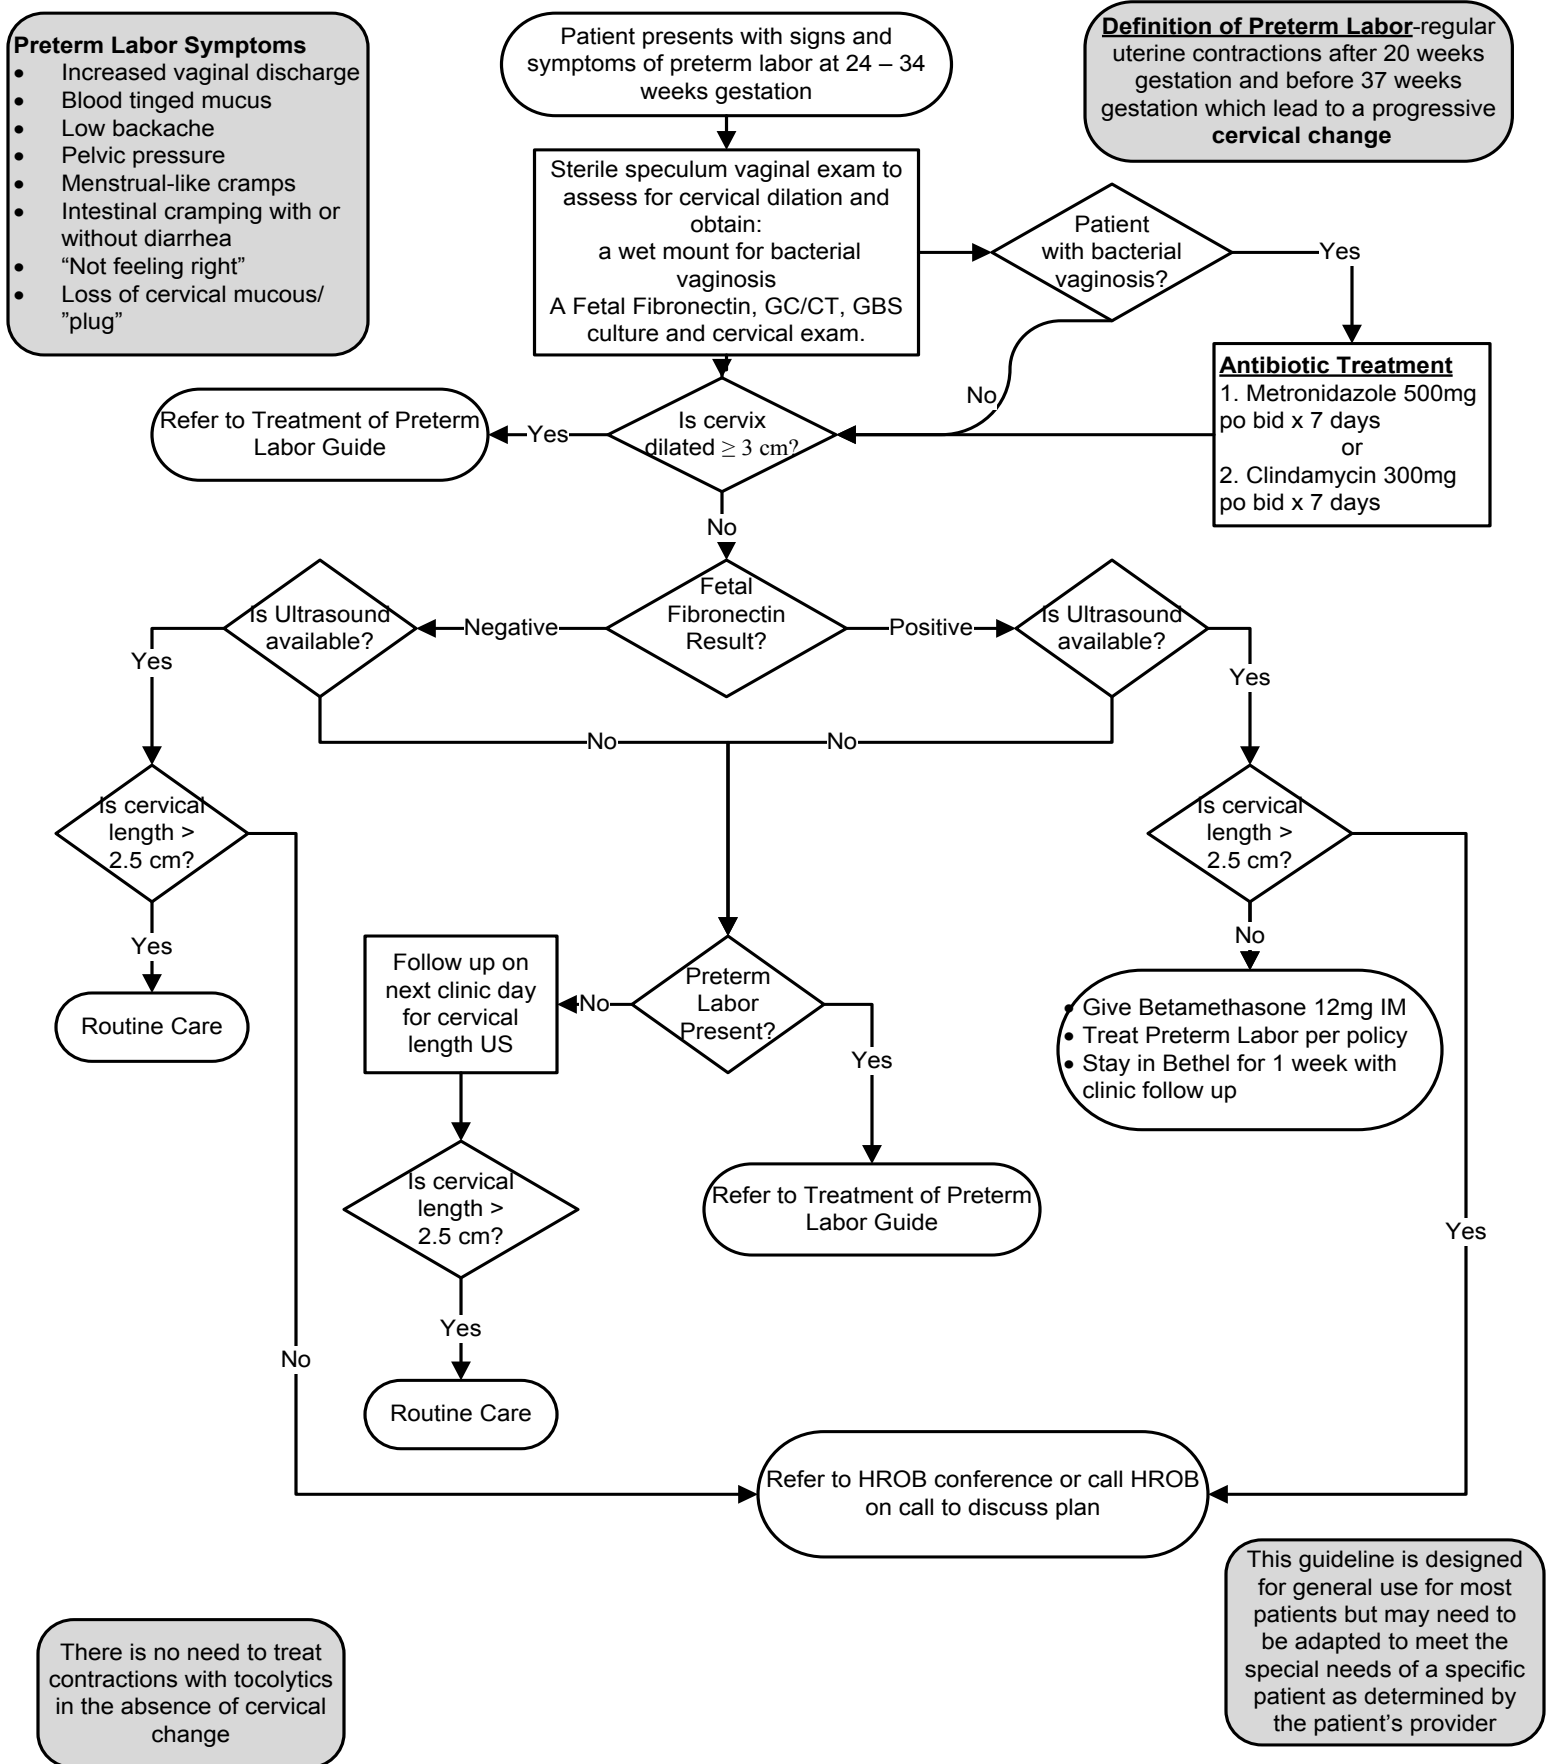 Preterm Labor Symptoms
• Increased vaginal discharge
• Blood tinged mucus
• Low backache
• Pelvic pressure
• Menstrual-like cramps
• Intestinal cramping with or
without diarrhea
• “Not feeling right”
• Loss of cervical mucous/
”plug”
Patient presents with signs and
symptoms of preterm labor at 24 – 34
weeks gestation
Definition of Preterm Labor-regular
uterine contractions after 20 weeks
gestation and before 37 weeks
gestation which lead to a progressive
cervical change
Sterile speculum vaginal exam to
assess for cervical dilation and
obtain:
a wet mount for bacterial
vaginosis
A Fetal Fibronectin, GC/CT, GBS
culture and cervical exam.
Patient
with bacterial
vaginosis?
Yes
No
Antibiotic Treatment
1. Metronidazole 500mg
po bid x 7 days
or
2. Clindamycin 300mg
po bid x 7 days
Is cervix
dilated ≥ 3 cm?
Yes
Refer to Treatment of Preterm
Labor Guide
No
Fetal
Fibronectin
Result?
Negative
Positive
Is Ultrasound
available?
Is Ultrasound
available?
Yes
Yes
No
No
Is cervical
length >
2.5 cm?
Is cervical
length >
2.5 cm?
Yes
No
Routine Care
Follow up on
next clinic day
for cervical
length US
No
Preterm
Labor
Present?
Yes
• Give Betamethasone 12mg IM
• Treat Preterm Labor per policy
• Stay in Bethel for 1 week with
clinic follow up
Is cervical
length >
2.5 cm?
Refer to Treatment of Preterm
Labor Guide
Yes
Yes
No
Routine Care
Refer to HROB conference or call HROB
on call to discuss plan
This guideline is designed
for general use for most
patients but may need to
be adapted to meet the
special needs of a specific
patient as determined by
the patient’s provider
There is no need to treat
contractions with tocolytics
in the absence of cervical
change